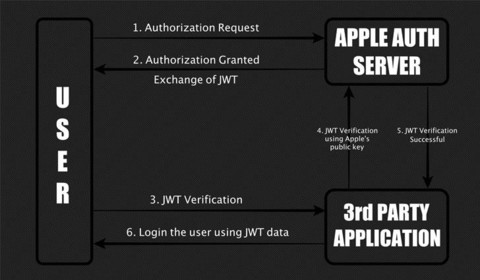 1. Authorization Request
APPLE AUTH
SERVER
2. Authorization Granted
Exchange of JWT
USER
4. JWT Verification
using Apple's
public key
5. JWT Verification
Successful
3. JWT Verification
3rd PARTY
APPLICATION
6. Login the user using JWT data